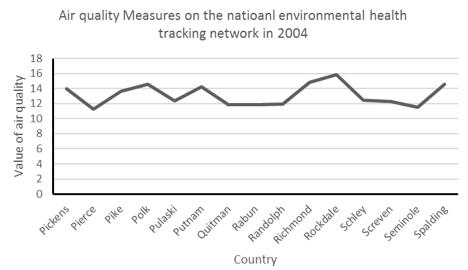 Air quality Measures on the natioanl environmental health
tracking network in 2004
Value of air quality
18
16
14
12
10
8
6
4
2
0
Pickens
Pierce
Pike
Polk
Pulaski
Putnam
Quitman
Rabun
Randolph
Richmond
Rockdale
Schley
Screven
Seminole
Spalding
Country